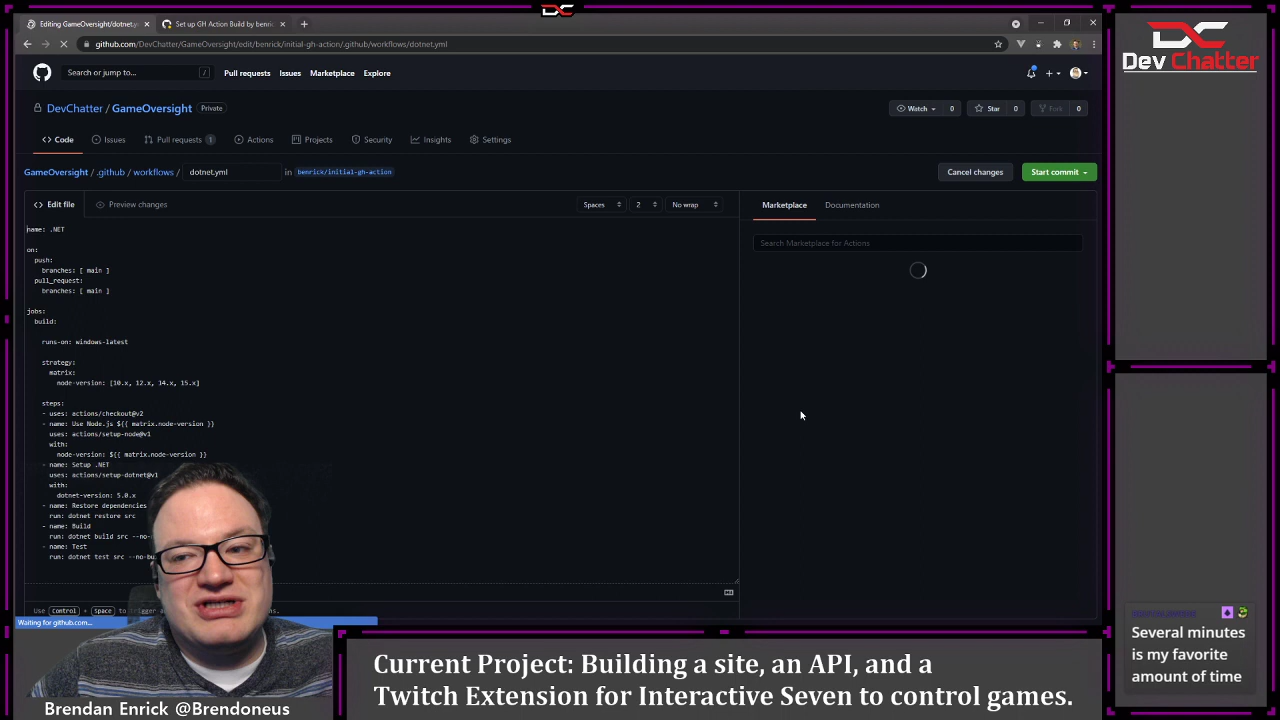 Editing GameOversight/dotnet.y
Set up GH Action Build by benric
github.com/DevChatter/GameOversight/edit/benrick/initial-gh-action/.github/workflows/dotnet.yml
Search or jump to...
/
Pull requests
Issues
Marketplace
Explore
DevChatter / GameOversight
Private
Watch
0
Star
0
Fork
0
Code
Issues
Pull requests
1
Actions
Projects
Security
Insights
Settings
GameOversight / .github / workflows / dotnet.yml in benrick/initial-gh-action
Cancel changes
Start commit
Edit file
Preview changes
Spaces
2
No wrap
Marketplace
Documentation
Search Marketplace for Actions
name: .NET
on:
push:
branches: [ main ]
pull_request:
branches: [ main ]
jobs:
build:
runs-on: windows-latest
strategy:
matrix:
node-version: [10.x, 12.x, 14.x, 15.x]
steps:
- uses: actions/checkout@v2
- name: Use Node.js ${{ matrix.node-version }}
uses: actions/setup-node@v1
with:
node-version: ${{ matrix.node-version }}
- name: Setup .NET
uses: actions/setup-dotnet@v1
with:
dotnet-version: 5.0.x
- name: Restore dependencies
run: dotnet restore src
- name: Build
run: dotnet build src --no-
- name: Test
run: dotnet test src --no-bu
Use Control + Space to trigger
Waiting for github.com...
Dev Chatter
Several minutes
is my favorite
amount of time
Current Project: Building a site, an API, and a
Twitch Extension for Interactive Seven to control games.
Brendan Enrick @Brendoneus